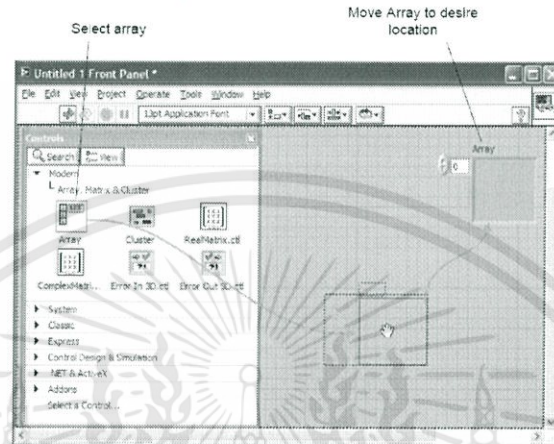 Select array
Move Array to desire
location
Untitled 1 Front Panel *
File Edit View Project Operate Tools Window Help
13pt Application Font
Controls
Search View
Modern
Array, Matrix & Cluster
Array Cluster RealMatrix.ctl
ComplexMatri... Error In 3D.ctl Error Out 3D.ctl
System
Classic
Express
Control Design & Simulation
.NET & ActiveX
Addons
Select a Control...
Array
0